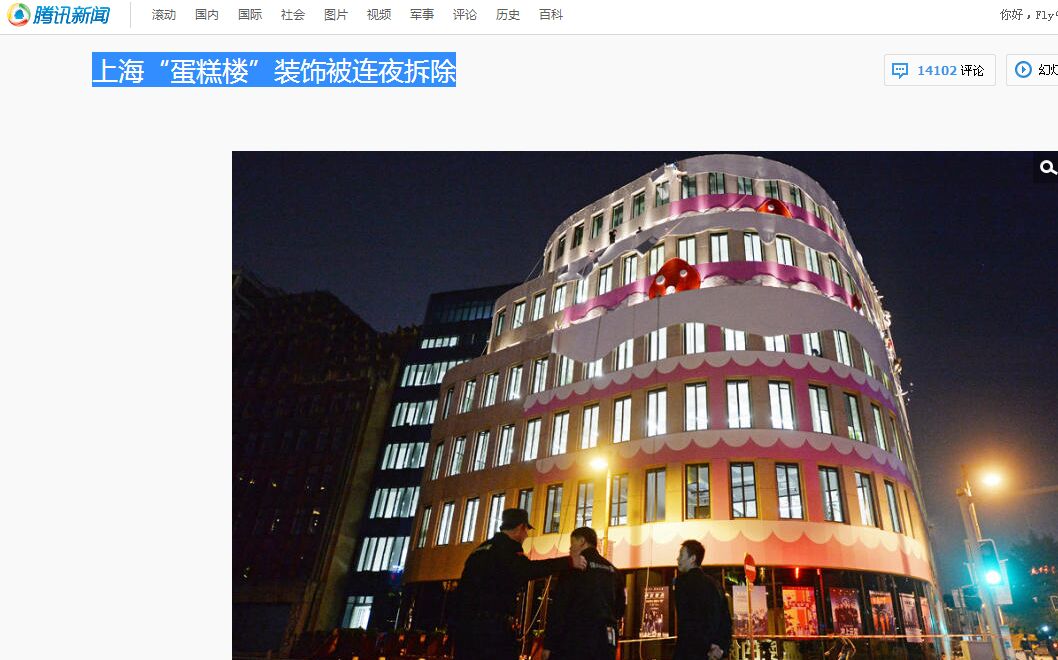 腾讯新闻 滚动 国内 国际 社会 图片 视频 军事 评论 历史 百科 你好，Fly
上海“蛋糕楼”装饰被连夜拆除 14102 评论 幻灯